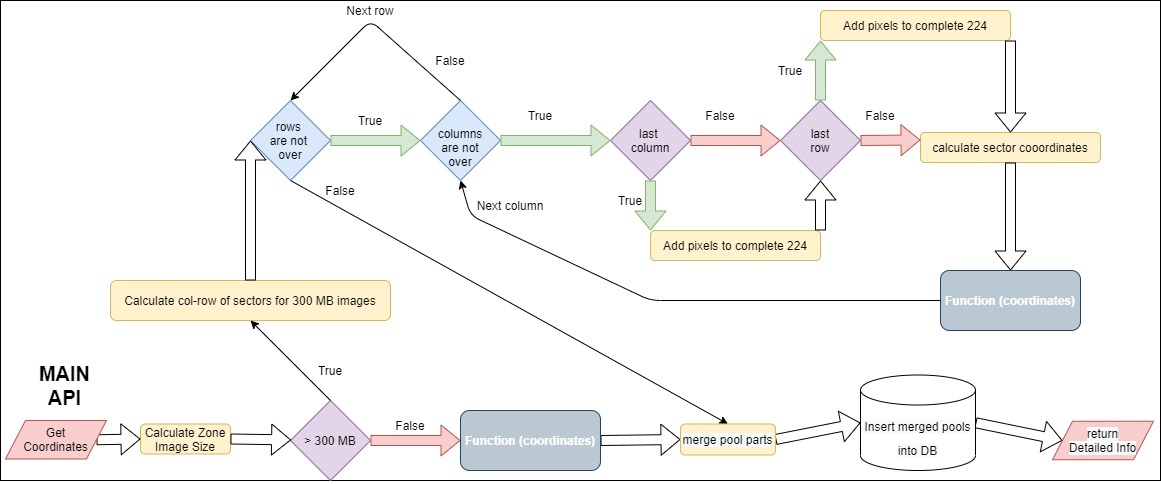 Next row
Add pixels to complete 224
False
True
rows
are not
over
True
columns
are not
over
True
last
column
False
last
row
False
calculate sector cooordinates
False
Next column
True
Add pixels to complete 224
Calculate col-row of sectors for 300 MB images
Function (coordinates)
MAIN
API
True
Get
Coordinates
Calculate Zone
Image Size
> 300 MB
False
Function (coordinates)
merge pool parts
Insert merged pools
into DB
return
Detailed Info